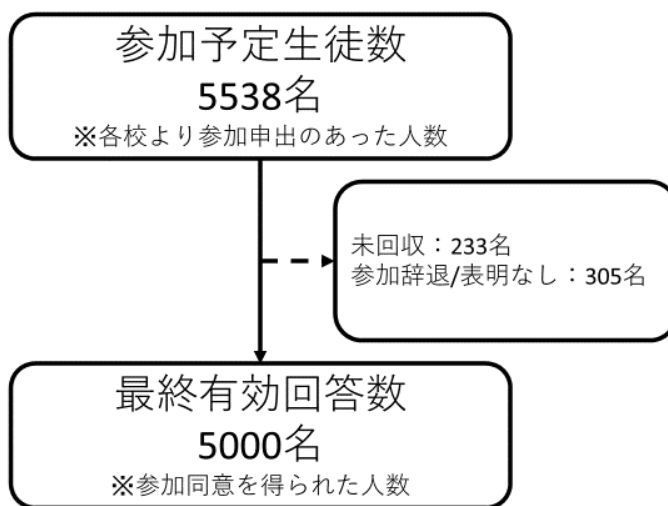 参加予定生徒数
5538名
※各校より参加申出のあった人数
未回収：233名
参加辞退/表明なし：305名
最終有効回答数
5000名
※参加同意を得られた人数